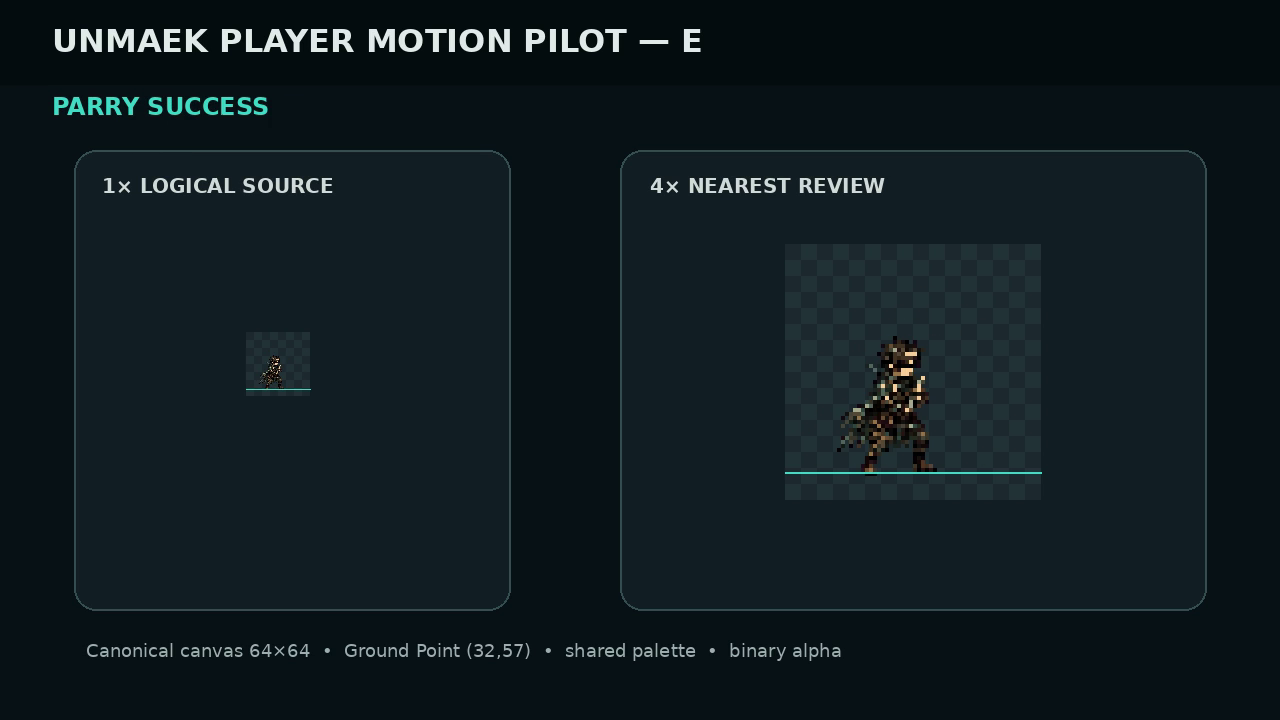 UNMAEK PLAYER MOTION PILOT — E
PARRY SUCCESS
1× LOGICAL SOURCE
4× NEAREST REVIEW
Canonical canvas 64×64 • Ground Point (32,57) • shared palette • binary alpha